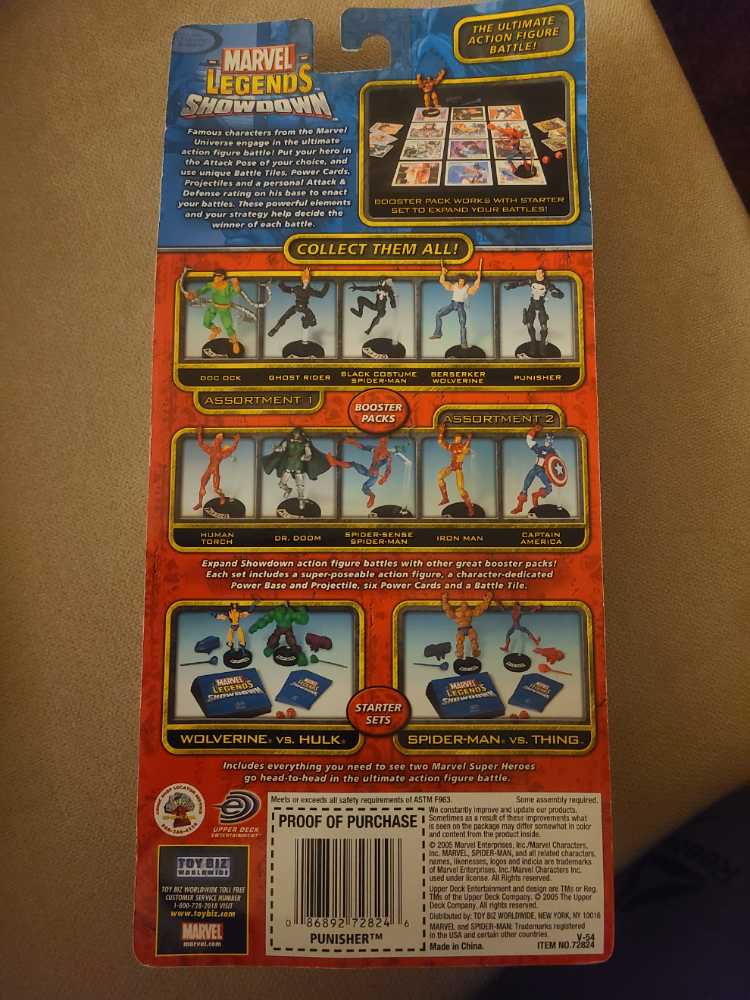 MARVEL
LEGENDS
SHOWDOWN
THE ULTIMATE
ACTION FIGURE
BATTLE!
Famous characters from the Marvel
Universe engage in the ultimate
action figure battle! Put your hero in
the Attack Pose of your choice, and
use unique Battle Tiles, Power Cards,
Projectiles and a personal Attack &
Defense rating on his base to enact
your battles. These powerful elements
and your strategy help decide the
winner of each battle.
BOOSTER PACK WORKS WITH STARTER
SET TO EXPAND YOUR BATTLES!
COLLECT THEM ALL!
DOC OCK
GHOST RIDER
BLACK COSTUME
SPIDER-MAN
BERSERKER
WOLVERINE
PUNISHER
ASSORTMENT 1
BOOSTER
PACKS
ASSORTMENT 2
HUMAN
TORCH
DR. DOOM
SPIDER-SENSE
SPIDER-MAN
IRON MAN
CAPTAIN
AMERICA
Expand Showdown action figure battles with other great booster packs!
Each set includes a super-poseable action figure, a character-dedicated
Power Base and Projectile, six Power Cards and a Battle Tile.
MARVEL
LEGENDS
SHOWDOWN
MARVEL
LEGENDS
SHOWDOWN
STARTER
SETS
WOLVERINE® VS. HULK®
SPIDER-MAN® VS. THING™
Includes everything you need to see two Marvel Super Heroes
go head-to-head in the ultimate action figure battle.
UPPER DECK
ENTERTAINMENT
TOY BIZ
WORLDWIDE
TOY BIZ WORLDWIDE TOLL FREE
CUSTOMER SERVICE NUMBER
1-800-728-2018 VISIT
www.toybiz.com
MARVEL
marvel.com
Meets or exceeds all safety requirements of ASTM F963.
Some assembly required.
PROOF OF PURCHASE
0 86892 72824 6
PUNISHER™
We constantly improve and update our products.
Sometimes as a result of these improvements what
is seen on the package may differ somewhat in color
and content from the product inside.
© 2005 Marvel Enterprises, Inc./Marvel Characters,
Inc. MARVEL, SPIDER-MAN, and all related characters,
names, likenesses, logos and indicia are trademarks
of Marvel Enterprises, Inc./Marvel Characters Inc.
used under license. All Rights reserved.
Upper Deck Entertainment and design are TMs or Reg.
TMs of the Upper Deck Company. © 2005 The Upper
Deck Company. All rights reserved.
Distributed by: TOY BIZ WORLDWIDE, NEW YORK, NY 10016
MARVEL and SPIDER-MAN: Trademarks registered
in the USA and certain other countries.
V-54
Made in China.
ITEM NO.72824